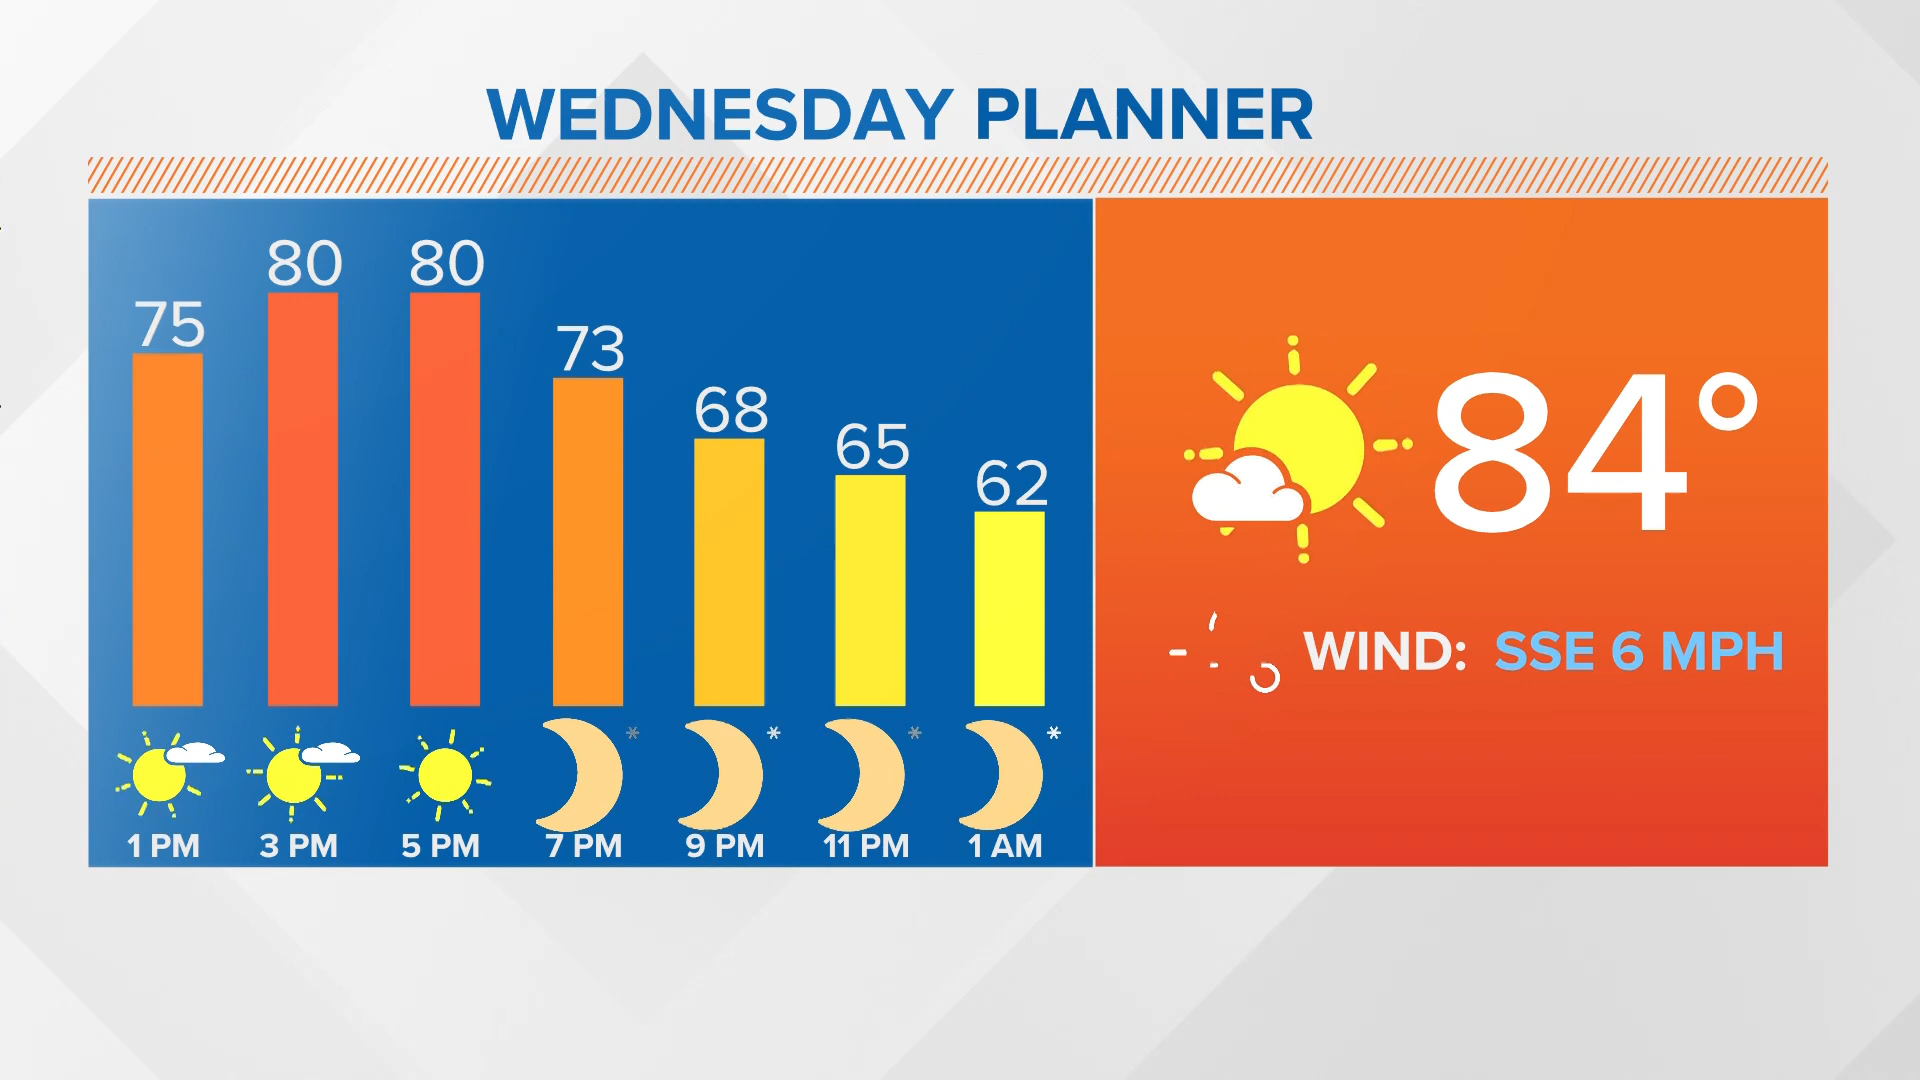 WEDNESDAY PLANNER
75 80 80 73 68 65 62
1 PM 3 PM 5 PM 7 PM 9 PM 11 PM 1 AM
84°
WIND: SSE 6 MPH